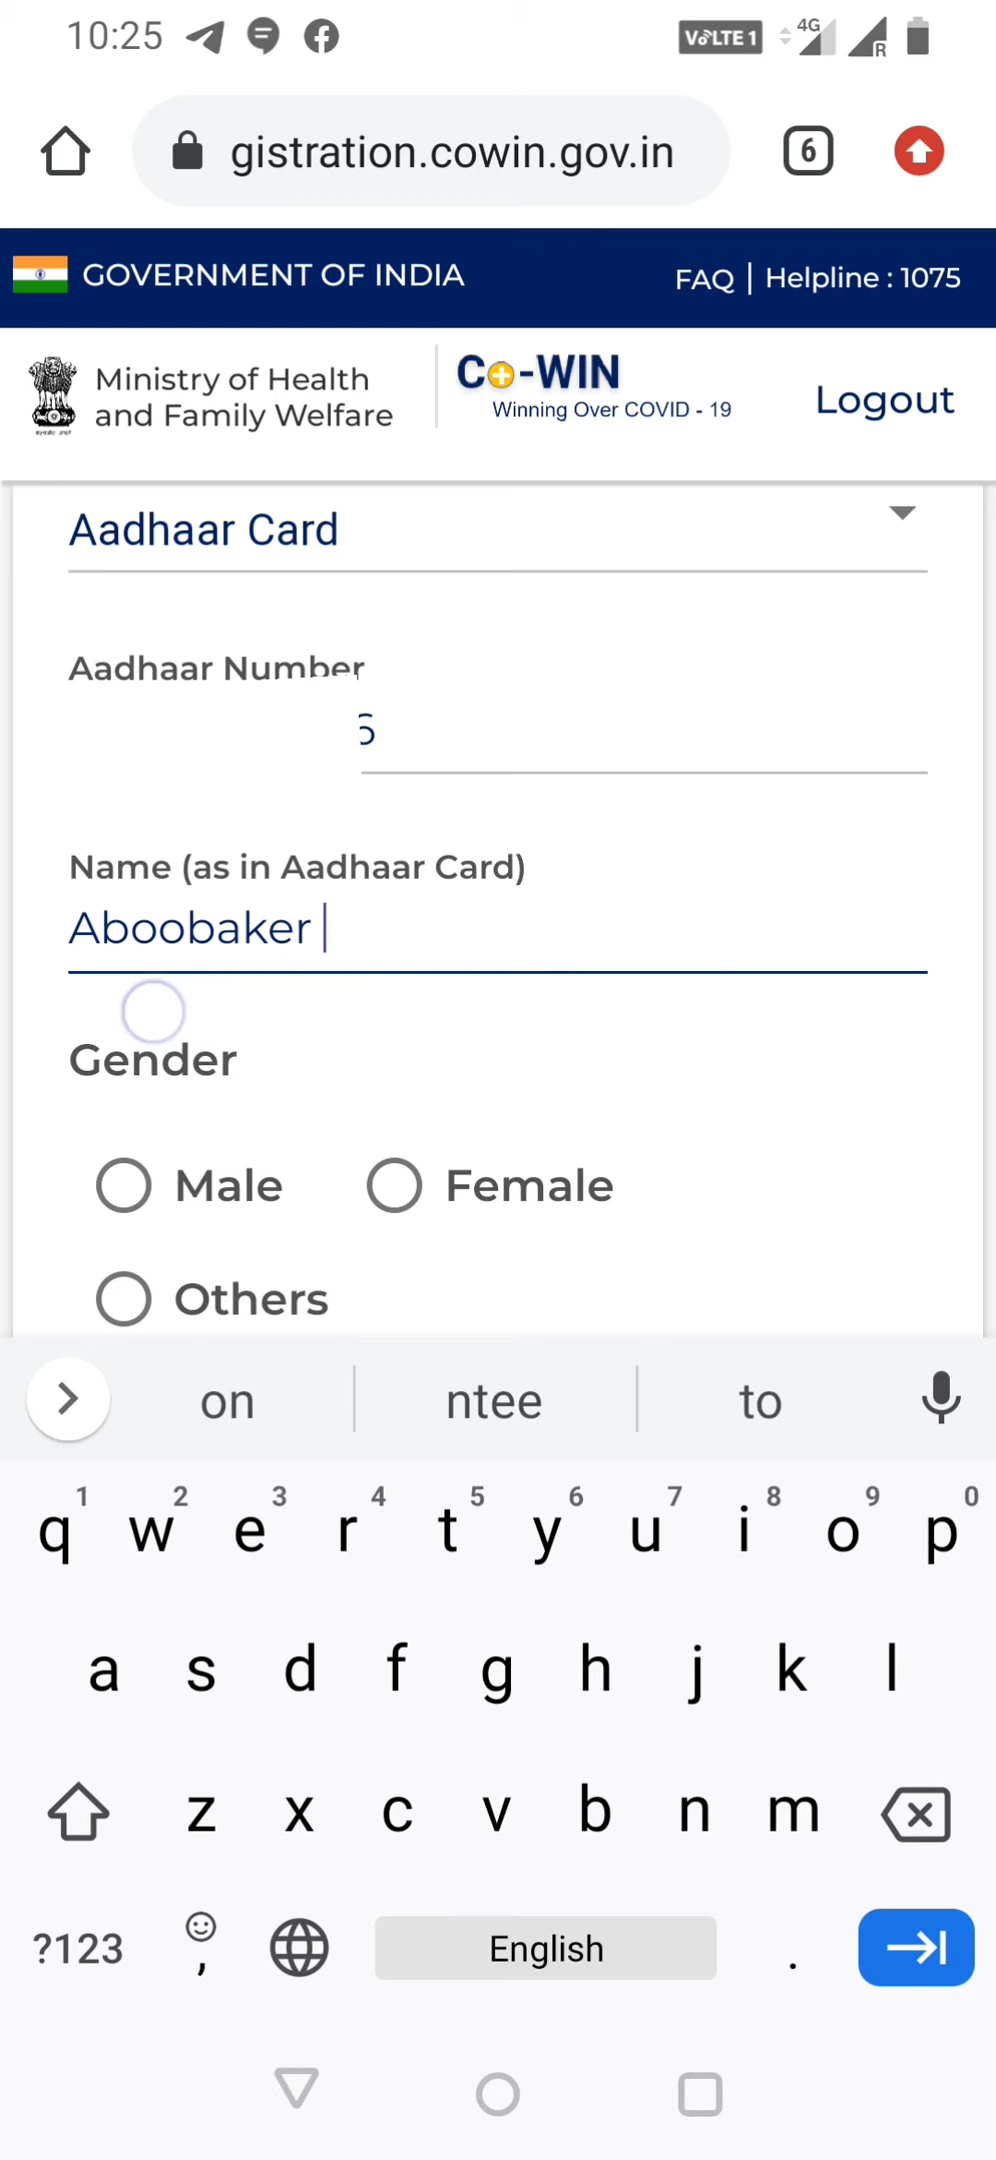 10:25 VoLTE 1 4G R
gistration.cowin.gov.in 6
GOVERNMENT OF INDIA FAQ | Helpline : 1075
Ministry of Health
and Family Welfare
Co-WIN
Winning Over COVID - 19
Logout
Aadhaar Card
Aadhaar Number
Name (as in Aadhaar Card)
Aboobaker
Gender
Male Female
Others
on ntee to
1 2 3 4 5 6 7 8 9 0
q w e r t y u i o p
a s d f g h j k l
z x c v b n m
?123 , English .